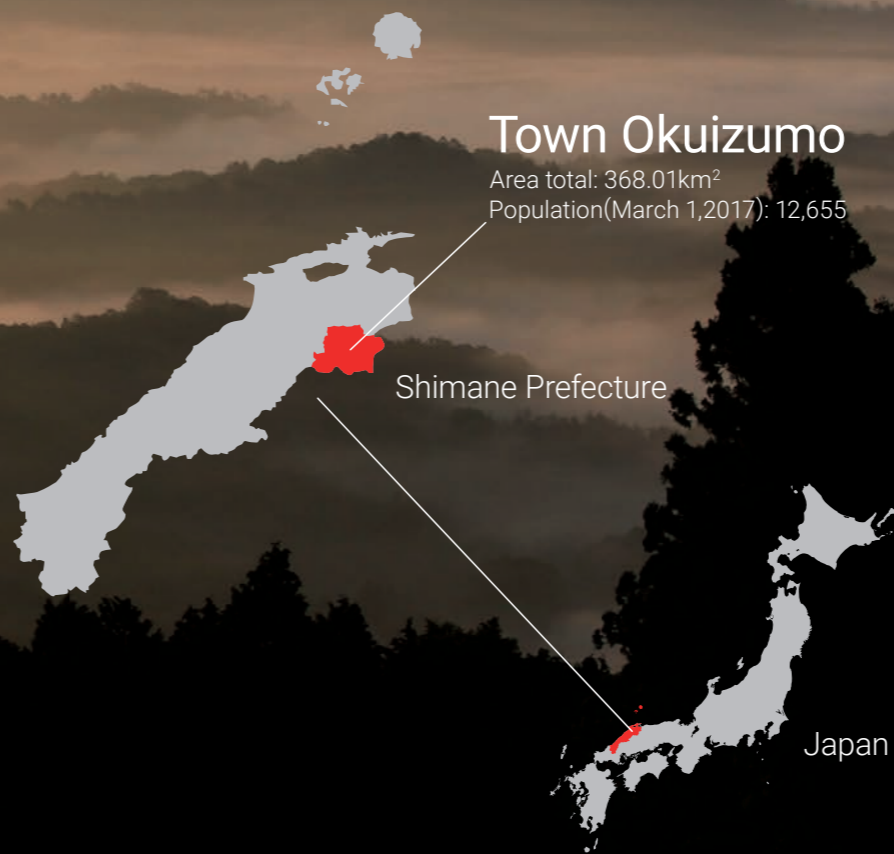 Town Okuizumo
Area total: 368.01km²
Population(March 1,2017): 12,655
Shimane Prefecture
Japan